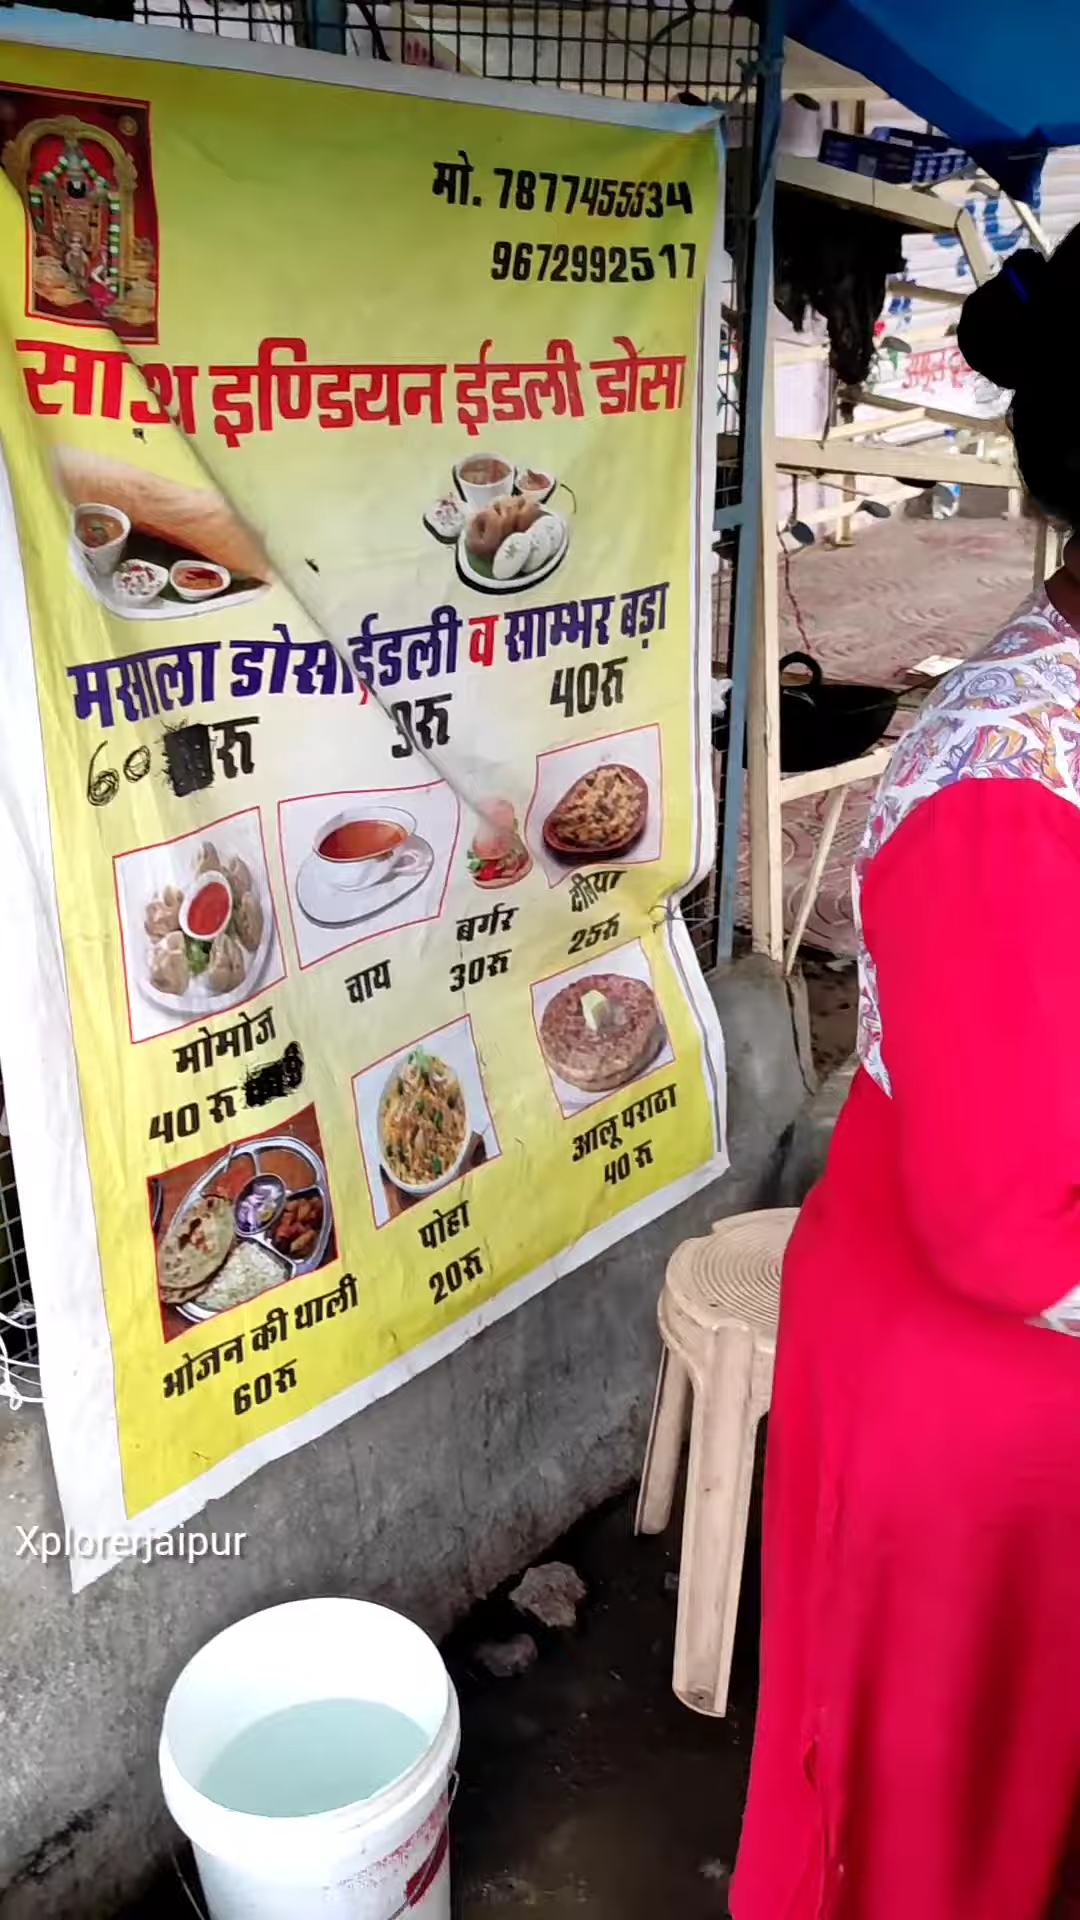 मो. 7877455534
9672992517
साउथ इण्डियन ईडली डोसा
मसाला डोसा ईडली व साम्भर बड़ा
60 रू 40रू
मोमोज
40 रू
चाय
बर्गर
30रू
दलिया
25रू
भोजन की थाली
60रू
पोहा
20रू
आलू पराठा
40 रू
Xplorerjaipur